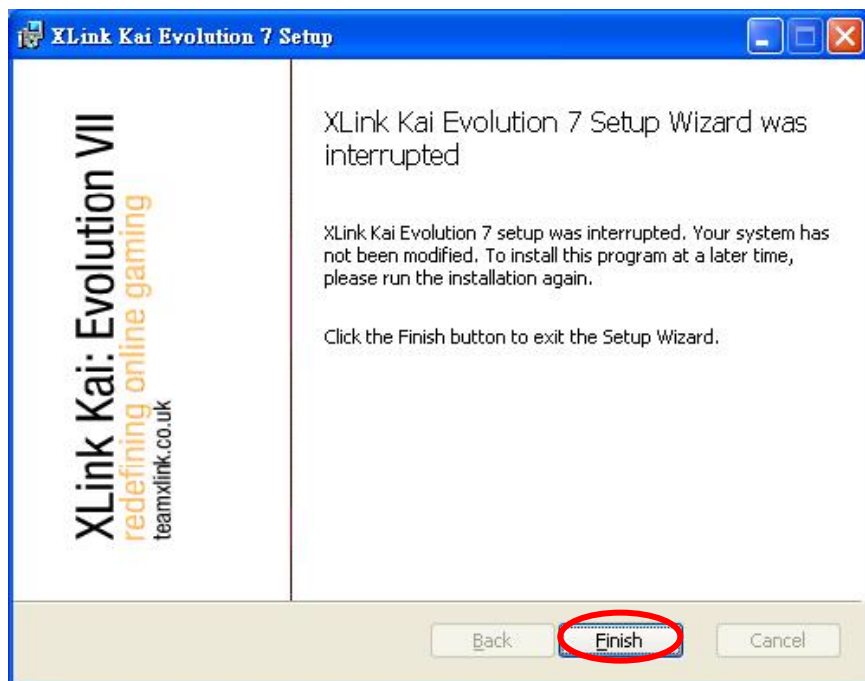 XLink Kai Evolution 7 Setup
XLink Kai: Evolution VII
redefining online gaming
teamxlink.co.uk
XLink Kai Evolution 7 Setup Wizard was
interrupted
XLink Kai Evolution 7 setup was interrupted. Your system has
not been modified. To install this program at a later time,
please run the installation again.
Click the Finish button to exit the Setup Wizard.
Back
Finish
Cancel